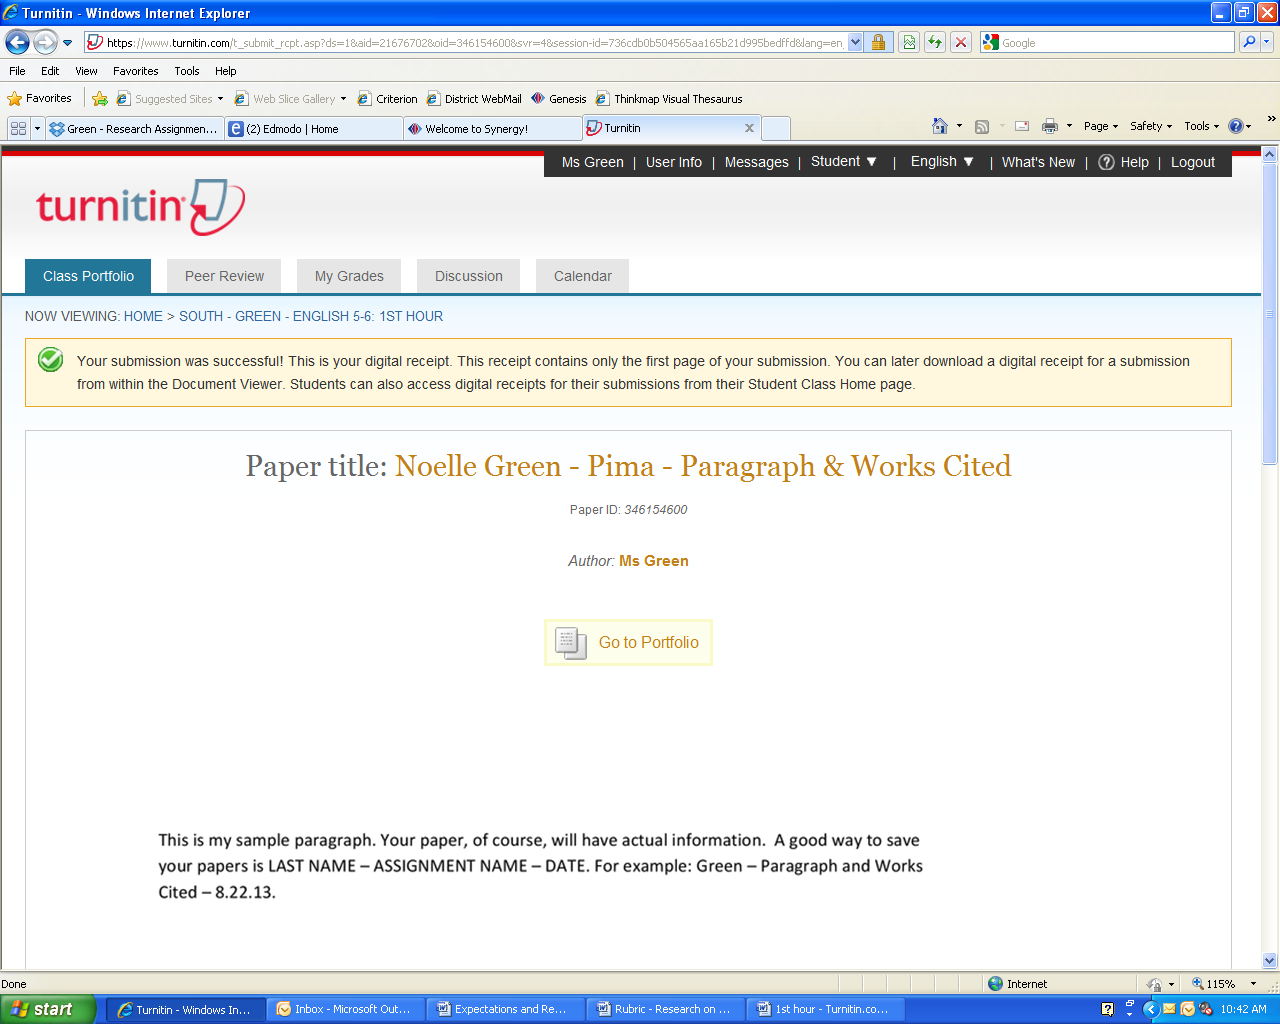 Turnitin - Windows Internet Explorer
https://www.turnitin.com/t_submit_rcpt.asp?ds=1&aid=21676702&oid=346154600&svr=4&session-id=736cdb0b504565aa165b21d995bedffd&lang=en_
Google
File Edit View Favorites Tools Help
Favorites Suggested Sites Web Slice Gallery Criterion District WebMail Genesis Thinkmap Visual Thesaurus
Green - Research Assignmen... (2) Edmodo | Home Welcome to Synergy! Turnitin Page Safety Tools
Ms Green | User Info | Messages | Student ▼ | English ▼ | What's New | Help | Logout
turnitin
Class Portfolio Peer Review My Grades Discussion Calendar
NOW VIEWING: HOME > SOUTH - GREEN - ENGLISH 5-6: 1ST HOUR
Your submission was successful! This is your digital receipt. This receipt contains only the first page of your submission. You can later download a digital receipt for a submission
from within the Document Viewer. Students can also access digital receipts for their submissions from their Student Class Home page.
Paper title: Noelle Green - Pima - Paragraph & Works Cited
Paper ID: 346154600
Author: Ms Green
Go to Portfolio
This is my sample paragraph. Your paper, of course, will have actual information.  A good way to save
your papers is LAST NAME – ASSIGNMENT NAME – DATE. For example: Green – Paragraph and Works
Cited – 8.22.13.
Done Internet 115%
start Turnitin - Windows In... Inbox - Microsoft Out... Expectations and Re... Rubric - Research on ... 1st hour - Turnitin.co... 10:42 AM